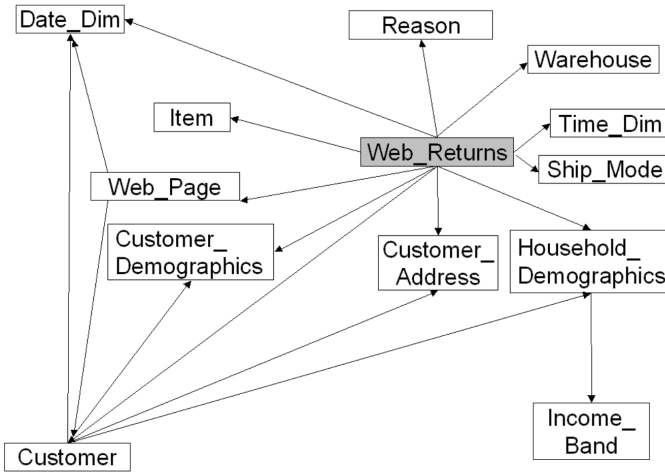 Date_Dim
Reason
Warehouse
Item
Time_Dim
Web_Returns
Ship_Mode
Web_Page
Customer_
Demographics
Customer_
Address
Household_
Demographics
Income_
Band
Customer